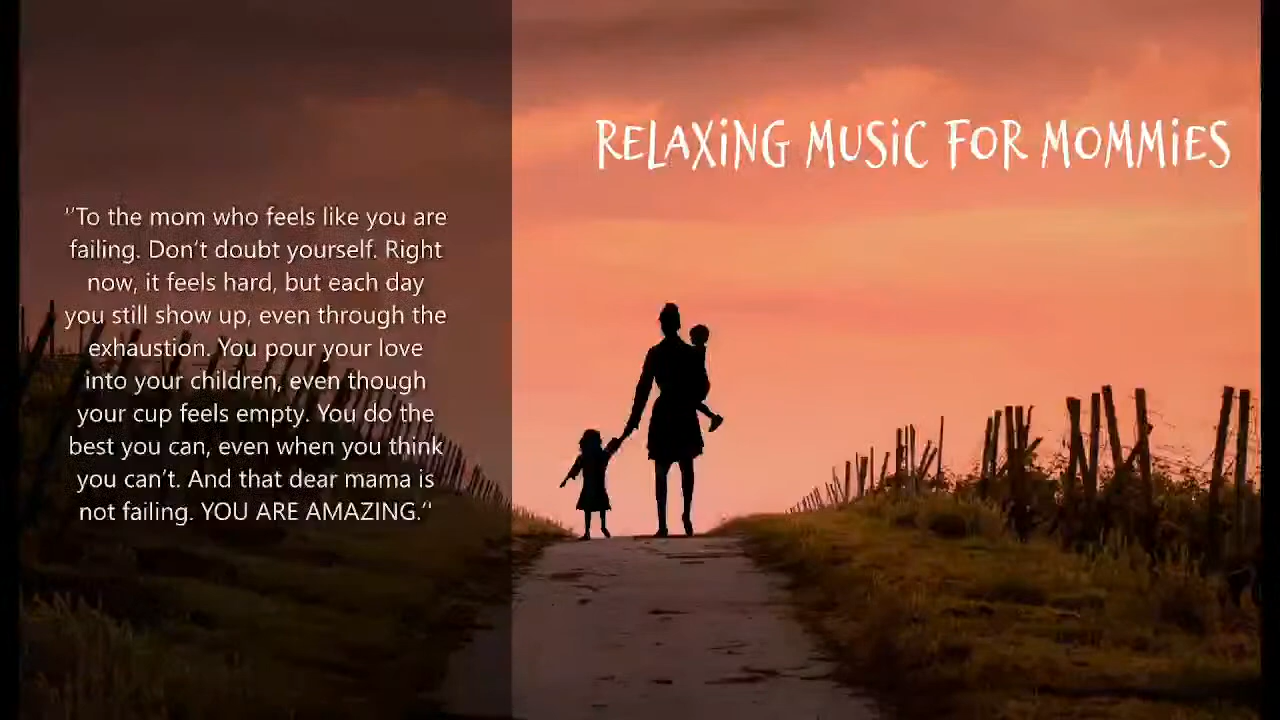 RELAXING MUSIC FOR MOMMIES
"To the mom who feels like you are
failing. Don't doubt yourself. Right
now, it feels hard, but each day
you still show up, even through the
exhaustion. You pour your love
into your children, even though
your cup feels empty. You do the
best you can, even when you think
you can't. And that dear mama is
not failing. YOU ARE AMAZING."